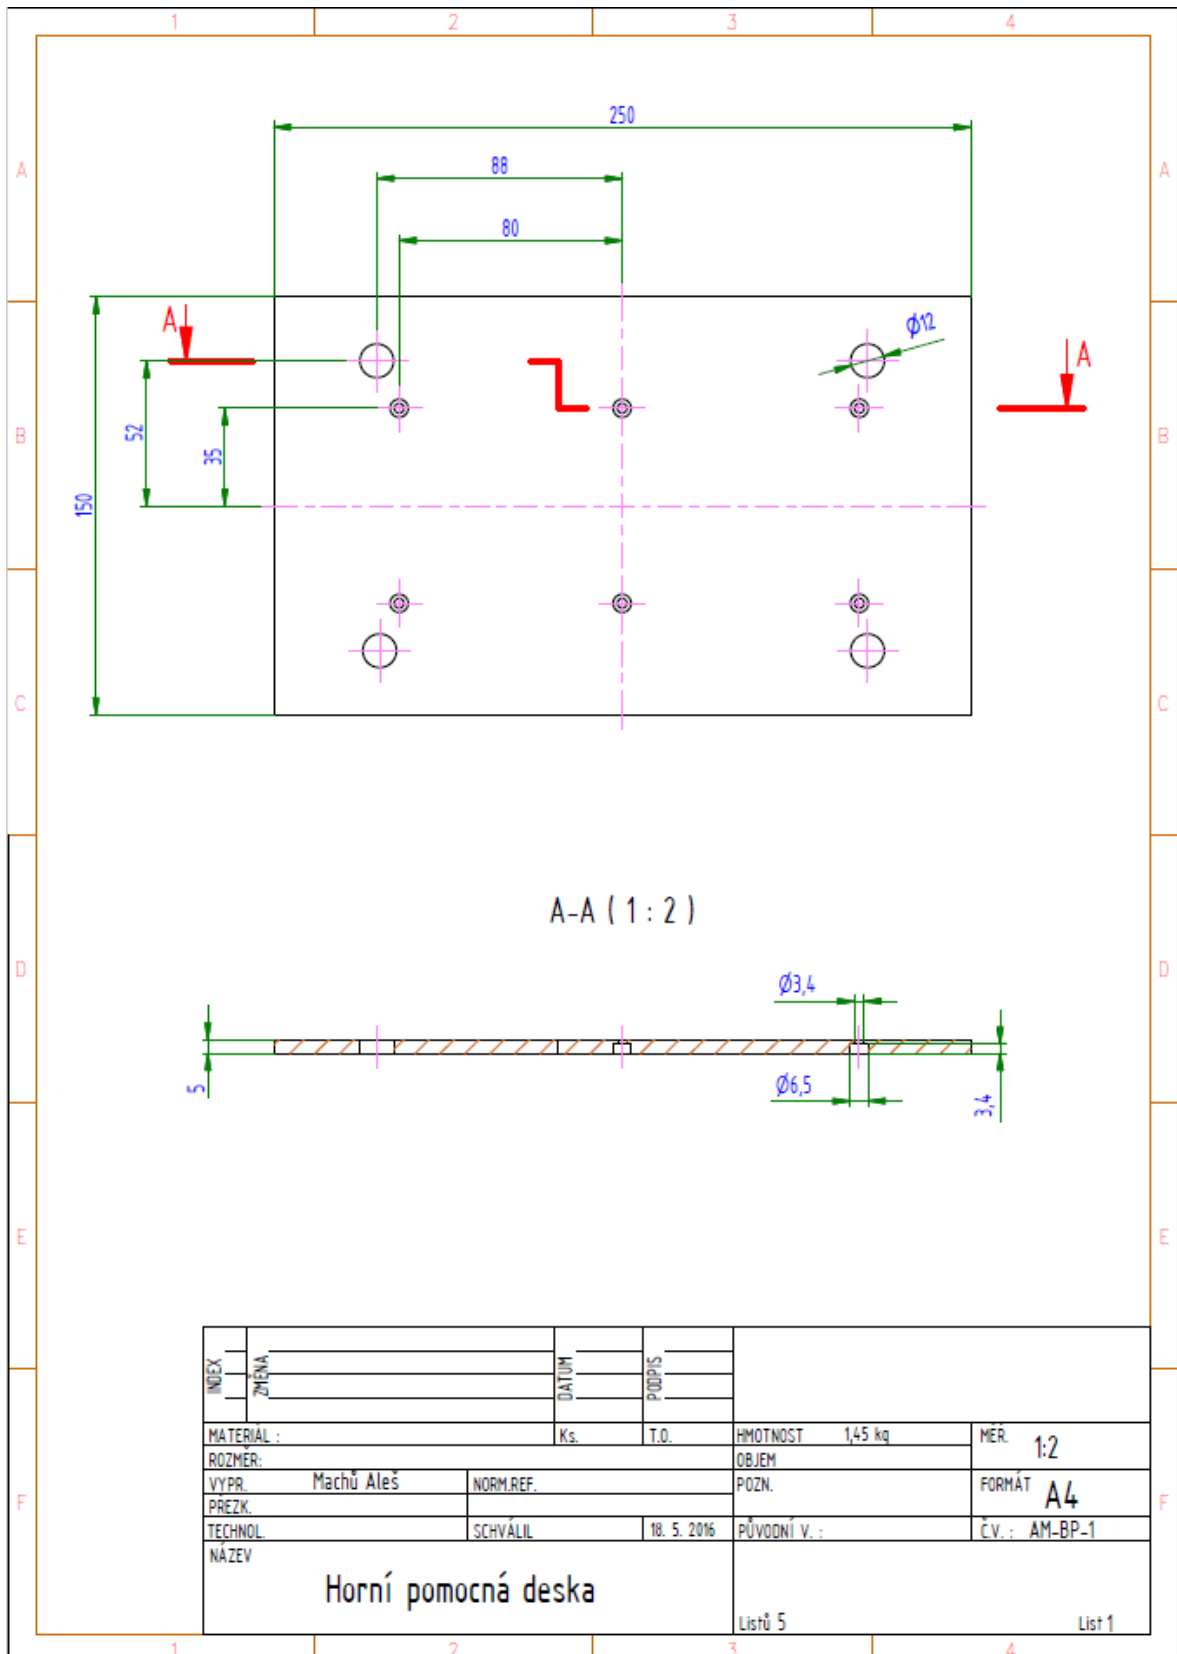 1 2 3 4
250
88
80
A
A
A
Ø12
A
A
B
52
35
B
150
C
C
A-A ( 1 : 2 )
D
D
Ø3,4
5
Ø6,5
3,4
E
E
INDEX ZMĚNA DATUM PODPIS
MATERIÁL : Ks. T.O. HMOTNOST 1,45 kg MĚŘ. 1:2
ROZMĚR: OBJEM
VYPR. Machů Aleš NORM.REF. POZN. FORMÁT A4
F
F
PŘEZK.
TECHNOL. SCHVÁLIL 18. 5. 2016 PŮVODNÍ V. : Č.V. : AM-BP-1
NÁZEV
Horní pomocná deska
Listů 5 List 1
1 2 3 4